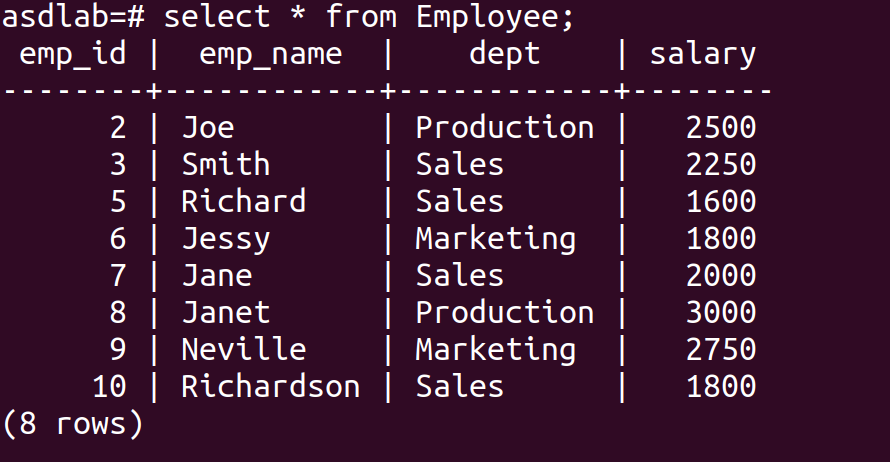 asdlab=# select * from Employee;
 emp_id |  emp_name  |    dept    | salary
--------+------------+------------+--------
      2 | Joe        | Production |   2500
      3 | Smith      | Sales      |   2250
      5 | Richard    | Sales      |   1600
      6 | Jessy      | Marketing  |   1800
      7 | Jane       | Sales      |   2000
      8 | Janet      | Production |   3000
      9 | Neville    | Marketing  |   2750
     10 | Richardson | Sales      |   1800
(8 rows)